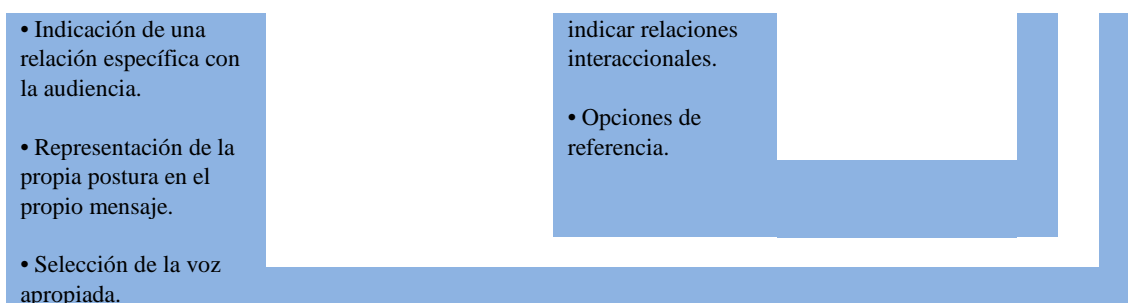 • Indicación de una
relación específica con
la audiencia.
• Representación de la
propia postura en el
propio mensaje.
• Selección de la voz
apropiada.
indicar relaciones
interaccionales.
• Opciones de
referencia.